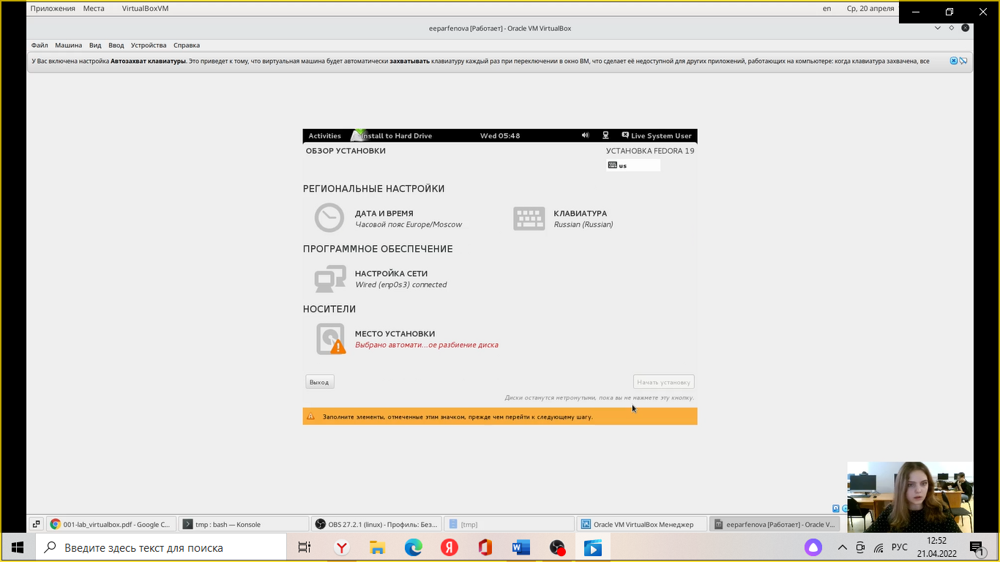 Приложения Места VirtualBoxVM en Ср, 20 апреля
eeparfenova [Работает] - Oracle VM VirtualBox
Файл Машина Вид Ввод Устройства Справка
У Вас включена настройка Автозахват клавиатуры. Это приведет к тому, что виртуальная машина будет автоматически захватывать клавиатуру каждый раз при переключении в окно ВМ, что сделает её недоступной для других приложений, работающих на компьютере: когда клавиатура захвачена, все
Activities Install to Hard Drive Wed 05:48 Live System User
ОБЗОР УСТАНОВКИ УСТАНОВКА FEDORA 19
us
РЕГИОНАЛЬНЫЕ НАСТРОЙКИ
ДАТА И ВРЕМЯ КЛАВИАТУРА
Часовой пояс Europe/Moscow Russian (Russian)
ПРОГРАММНОЕ ОБЕСПЕЧЕНИЕ
НАСТРОЙКА СЕТИ
Wired (enp0s3) connected
НОСИТЕЛИ
МЕСТО УСТАНОВКИ
Выбрано автомати...ое разбиение диска
Выход Начать установку
Диски останутся нетронутыми, пока вы не нажмете эту кнопку.
Заполните элементы, отмеченные этим значком, прежде чем перейти к следующему шагу.
001-lab_virtualbox.pdf - Google C... tmp : bash — Konsole OBS 27.2.1 (linux) - Профиль: Без... [tmp] Oracle VM VirtualBox Менеджер eeparfenova [Работает] - Oracle V...
Введите здесь текст для поиска РУС 12:52
21.04.2022
1